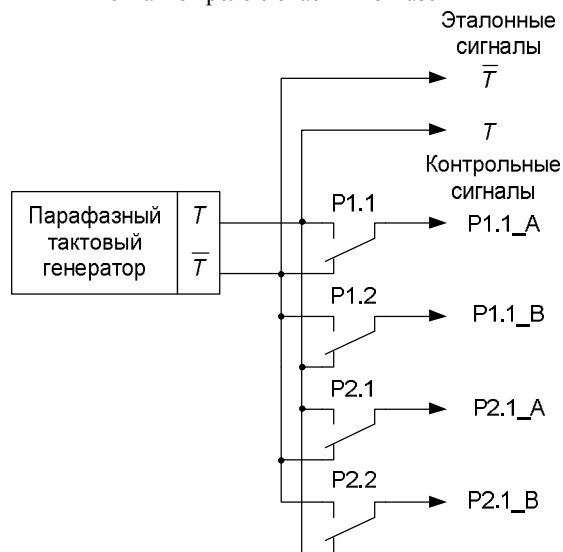 Эталонные
сигналы
T̅
T
Контрольные
сигналы
Парафазный
тактовый
генератор
T
T̅
P1.1
P1.1_A
P1.2
P1.1_B
P2.1
P2.1_A
P2.2
P2.1_B